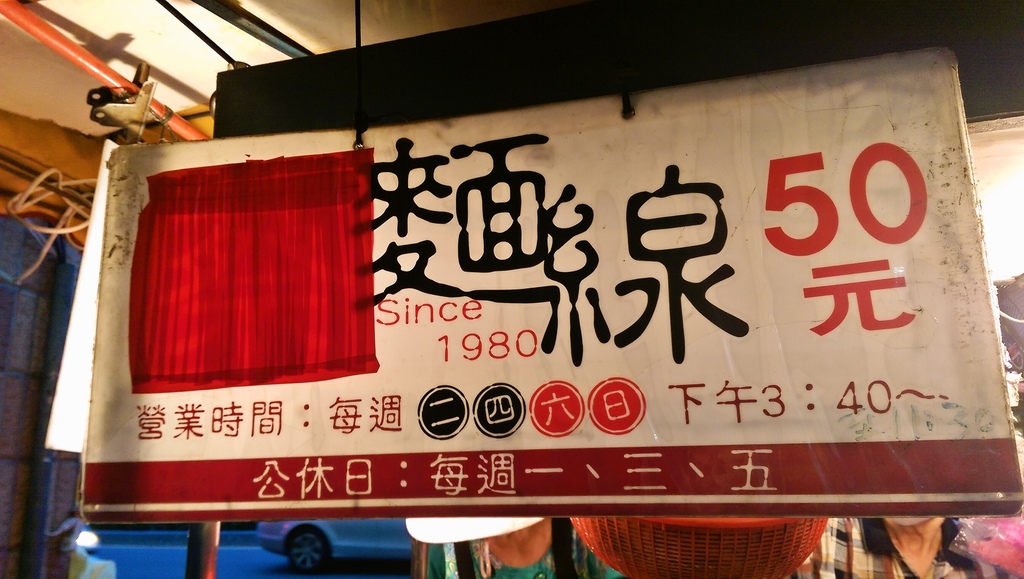 麵線
50
元
Since
1980
營業時間：每週二四六日 下午3：40～
公休日：每週一、三、五